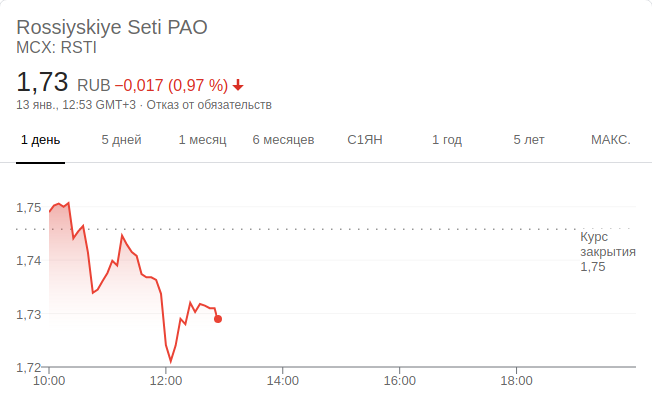 Rossiyskiye Seti PAO
MCX: RSTI
1,73 RUB −0,017 (0,97 %)
13 янв., 12:53 GMT+3 · Отказ от обязательств
1 день 5 дней 1 месяц 6 месяцев С1ЯН 1 год 5 лет МАКС.
1,75
Курс
закрытия
1,75
1,74
1,73
1,72
10:00 12:00 14:00 16:00 18:00